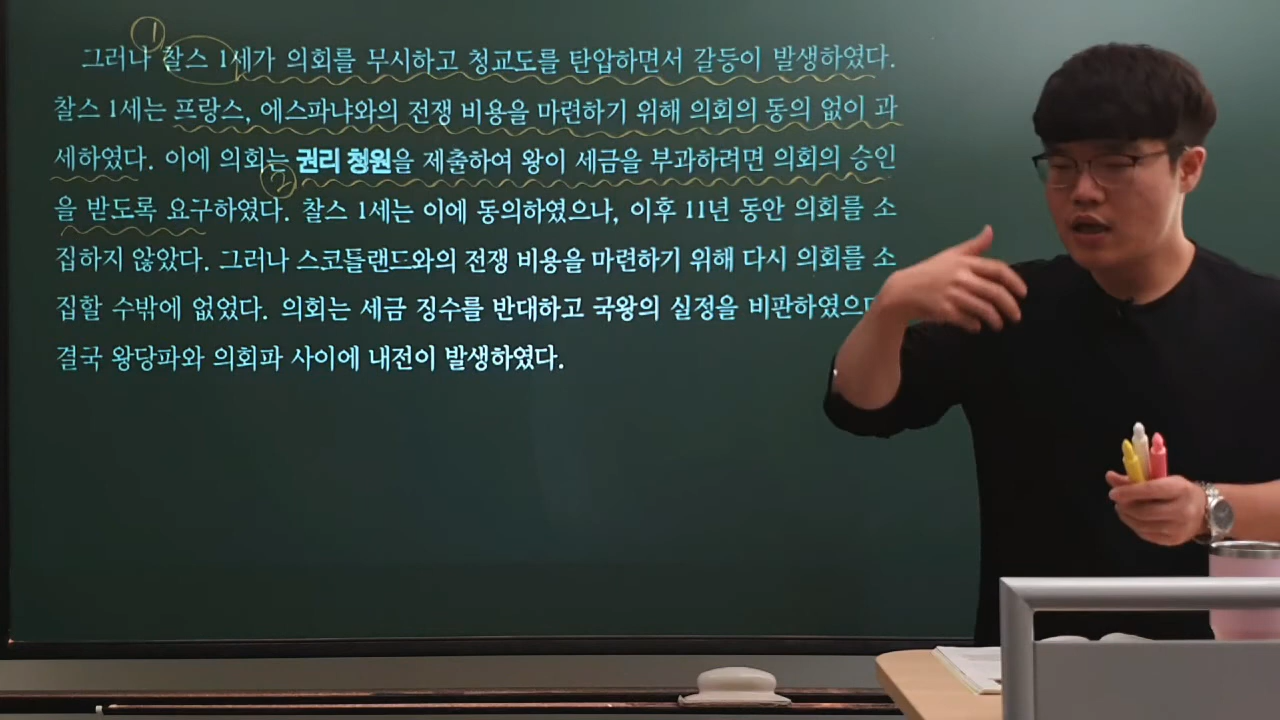 ①
그러나 찰스 1세가 의회를 무시하고 청교도를 탄압하면서 갈등이 발생하였다.
찰스 1세는 프랑스, 에스파냐와의 전쟁 비용을 마련하기 위해 의회의 동의 없이 과
세하였다. 이에 의회는 권리 청원을 제출하여 왕이 세금을 부과하려면 의회의 승인
②
을 받도록 요구하였다. 찰스 1세는 이에 동의하였으나, 이후 11년 동안 의회를 소
집하지 않았다. 그러나 스코틀랜드와의 전쟁 비용을 마련하기 위해 다시 의회를 소
집할 수밖에 없었다. 의회는 세금 징수를 반대하고 국왕의 실정을 비판하였으
결국 왕당파와 의회파 사이에 내전이 발생하였다.